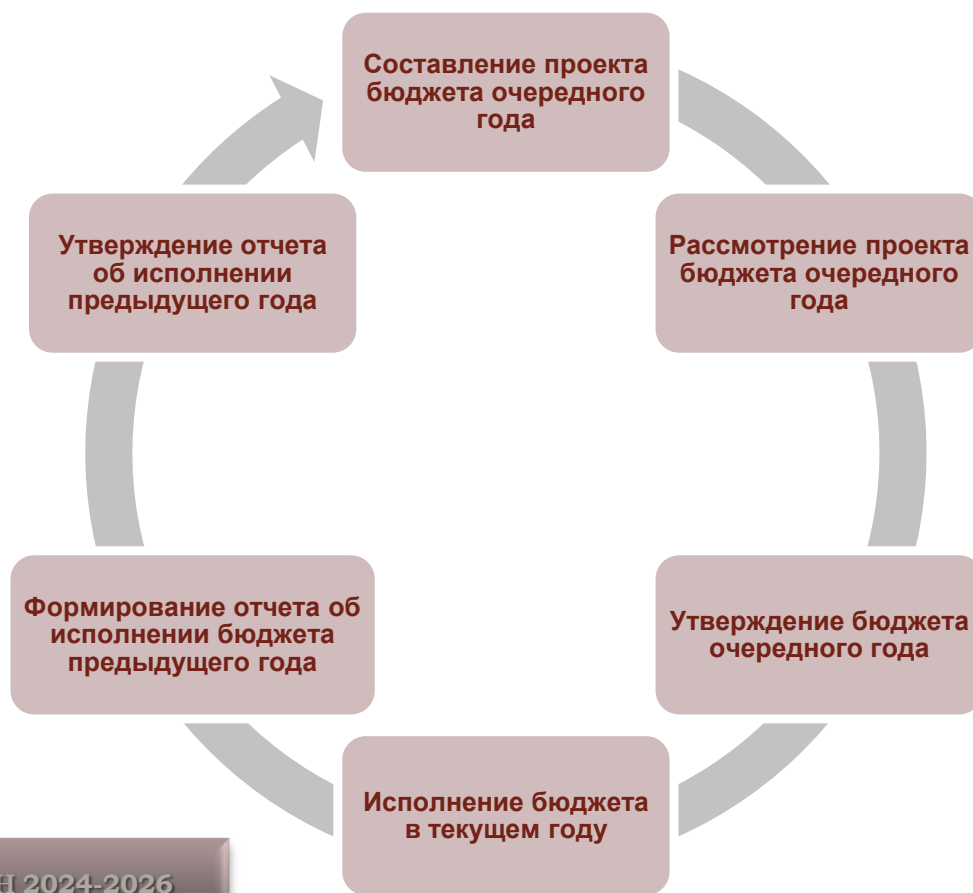 Составление проекта
бюджета очередного
года
Рассмотрение проекта
бюджета очередного
года
Утверждение бюджета
очередного года
Исполнение бюджета
в текущем году
Формирование отчета об
исполнении бюджета
предыдущего года
Утверждение отчета
об исполнении
предыдущего года
Н 2024-2026